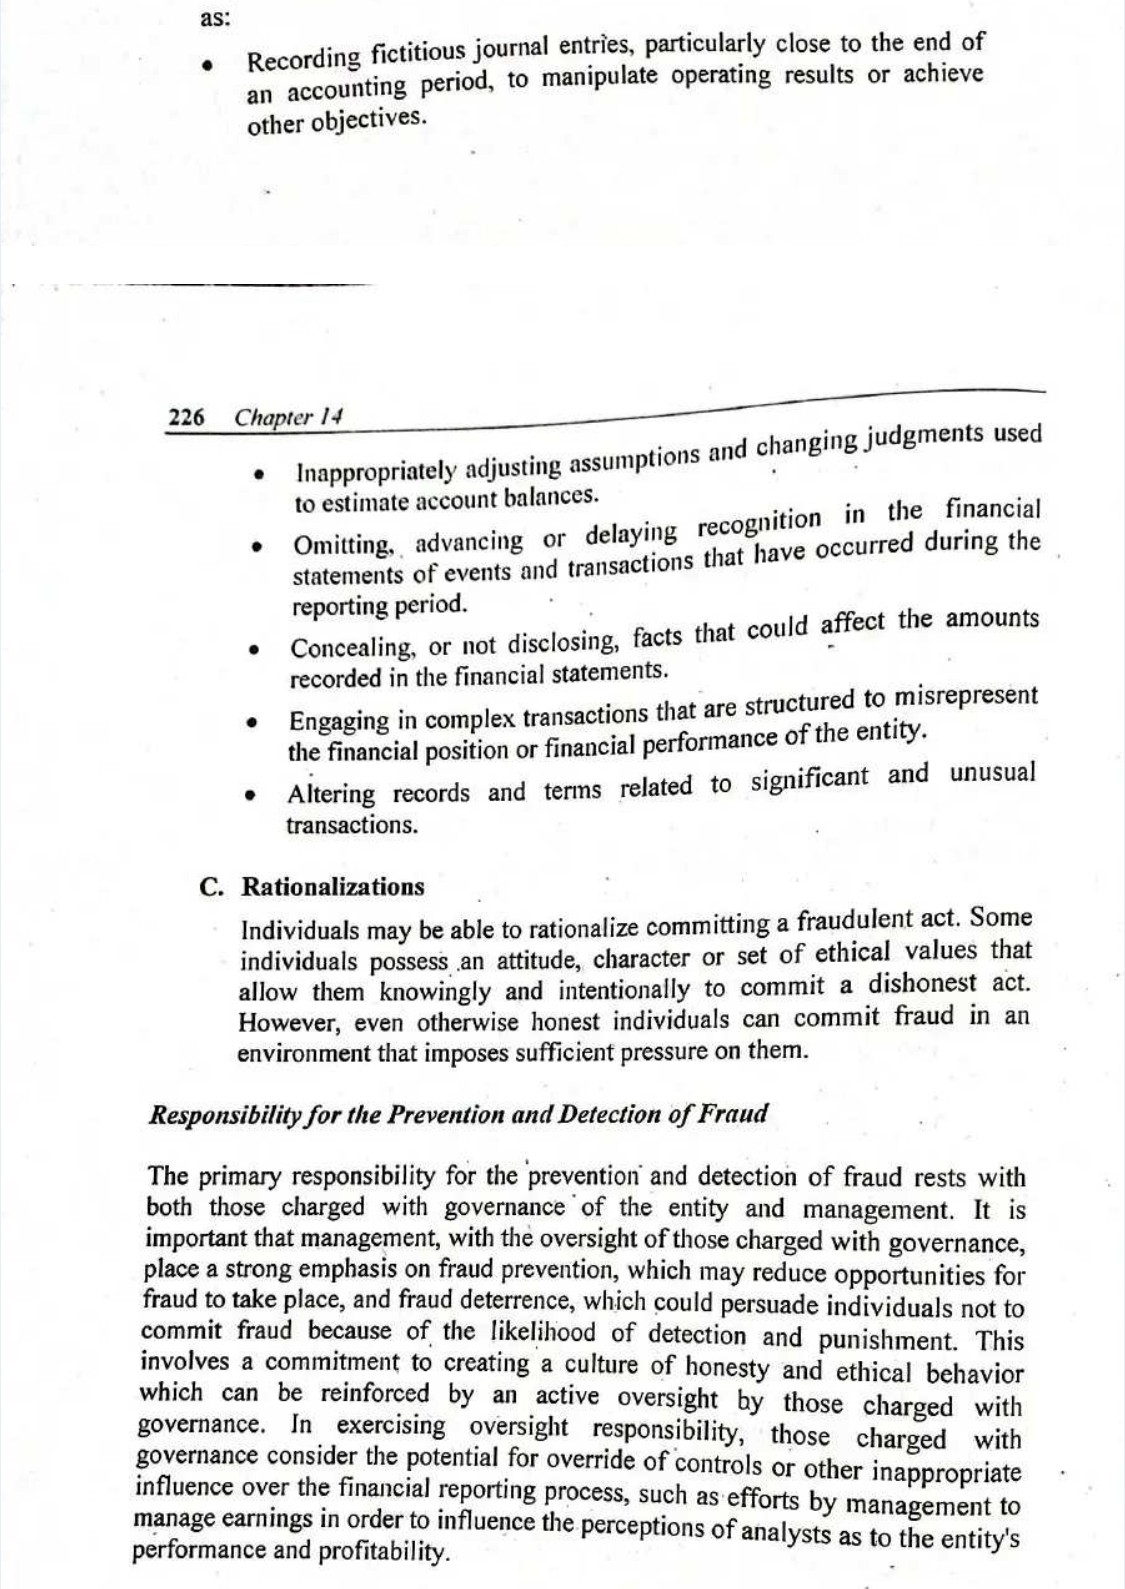 as:
• Recording fictitious journal entries, particularly close to the end of
an accounting period, to manipulate operating results or achieve
other objectives.
226 Chapter 14
• Inappropriately adjusting assumptions and changing judgments used
to estimate account balances.
• Omitting, advancing or delaying recognition in the financial
statements of events and transactions that have occurred during the
reporting period.
• Concealing, or not disclosing, facts that could affect the amounts
recorded in the financial statements.
• Engaging in complex transactions that are structured to misrepresent
the financial position or financial performance of the entity.
• Altering records and terms related to significant and unusual
transactions.
C. Rationalizations
Individuals may be able to rationalize committing a fraudulent act. Some
individuals possess an attitude, character or set of ethical values that
allow them knowingly and intentionally to commit a dishonest act.
However, even otherwise honest individuals can commit fraud in an
environment that imposes sufficient pressure on them.
Responsibility for the Prevention and Detection of Fraud
The primary responsibility for the prevention and detection of fraud rests with
both those charged with governance of the entity and management. It is
important that management, with the oversight of those charged with governance,
place a strong emphasis on fraud prevention, which may reduce opportunities for
fraud to take place, and fraud deterrence, which could persuade individuals not to
commit fraud because of the likelihood of detection and punishment. This
involves a commitment to creating a culture of honesty and ethical behavior
which can be reinforced by an active oversight by those charged with
governance. In exercising oversight responsibility, those charged with
governance consider the potential for override of controls or other inappropriate
influence over the financial reporting process, such as efforts by management to
manage earnings in order to influence the perceptions of analysts as to the entity's
performance and profitability.